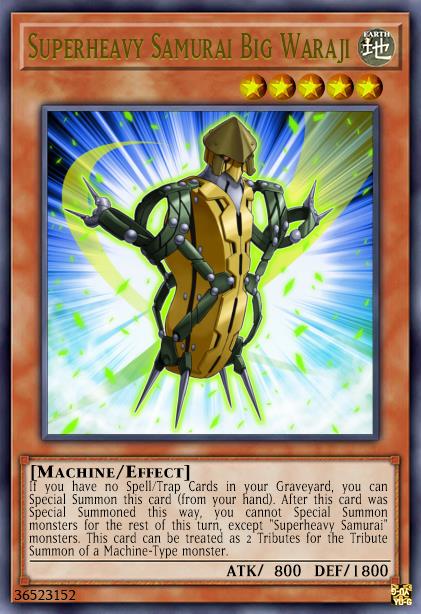 Superheavy Samurai Big Waraji
EARTH
地
[Machine/Effect]
If you have no Spell/Trap Cards in your Graveyard, you can
Special Summon this card (from your hand). After this card was
Special Summoned this way, you cannot Special Summon
monsters for the rest of this turn, except "Superheavy Samurai"
monsters. This card can be treated as 2 Tributes for the Tribute
Summon of a Machine-Type monster.
ATK/ 800 DEF/1800
36523152